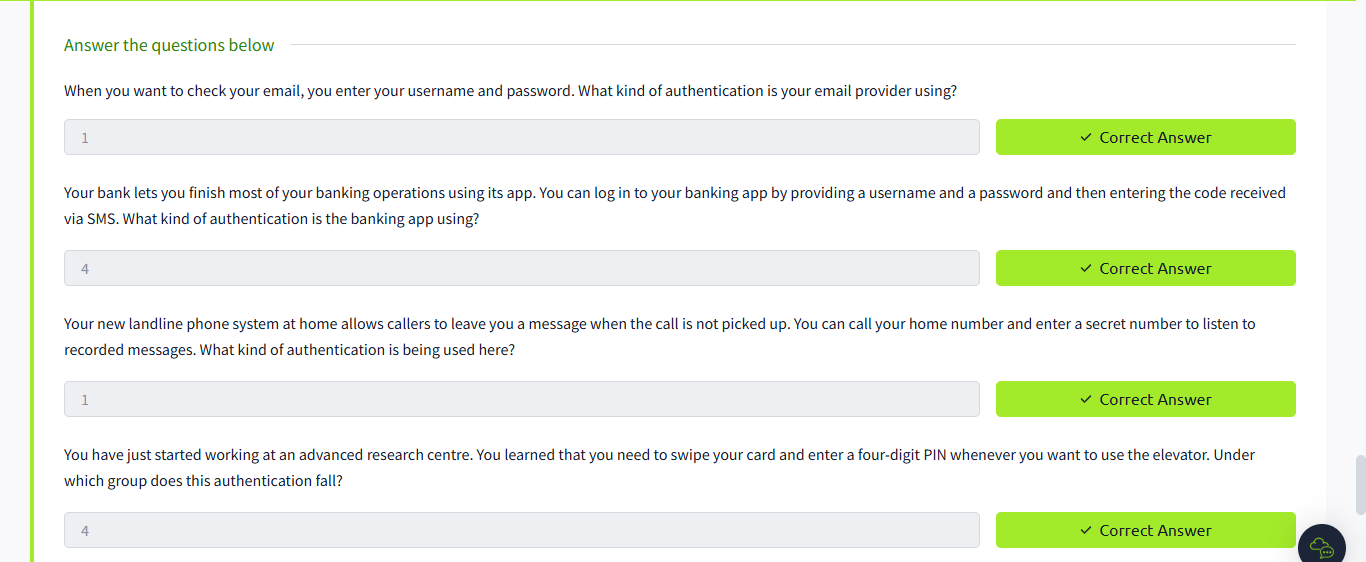 Answer the questions below
When you want to check your email, you enter your username and password. What kind of authentication is your email provider using?
1
✓ Correct Answer
Your bank lets you finish most of your banking operations using its app. You can log in to your banking app by providing a username and a password and then entering the code received
via SMS. What kind of authentication is the banking app using?
4
✓ Correct Answer
Your new landline phone system at home allows callers to leave you a message when the call is not picked up. You can call your home number and enter a secret number to listen to
recorded messages. What kind of authentication is being used here?
1
✓ Correct Answer
You have just started working at an advanced research centre. You learned that you need to swipe your card and enter a four-digit PIN whenever you want to use the elevator. Under
which group does this authentication fall?
4
✓ Correct Answer